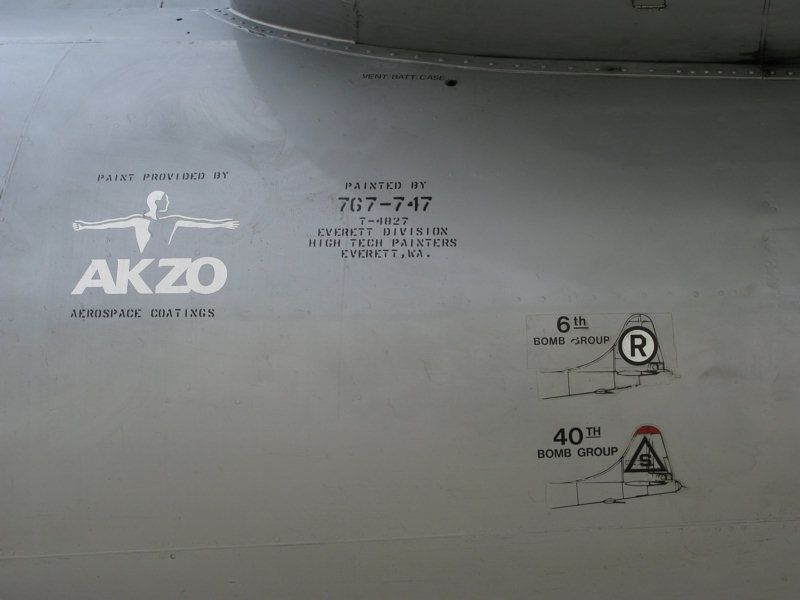 VENT. BATT. CASE
PAINT PROVIDED BY
AKZO
AEROSPACE COATINGS
PAINTED BY
767-747
T-4827
EVERETT DIVISION
HIGH TECH PAINTERS
EVERETT, WA.
6th
BOMB GROUP
R
40TH
BOMB GROUP
S